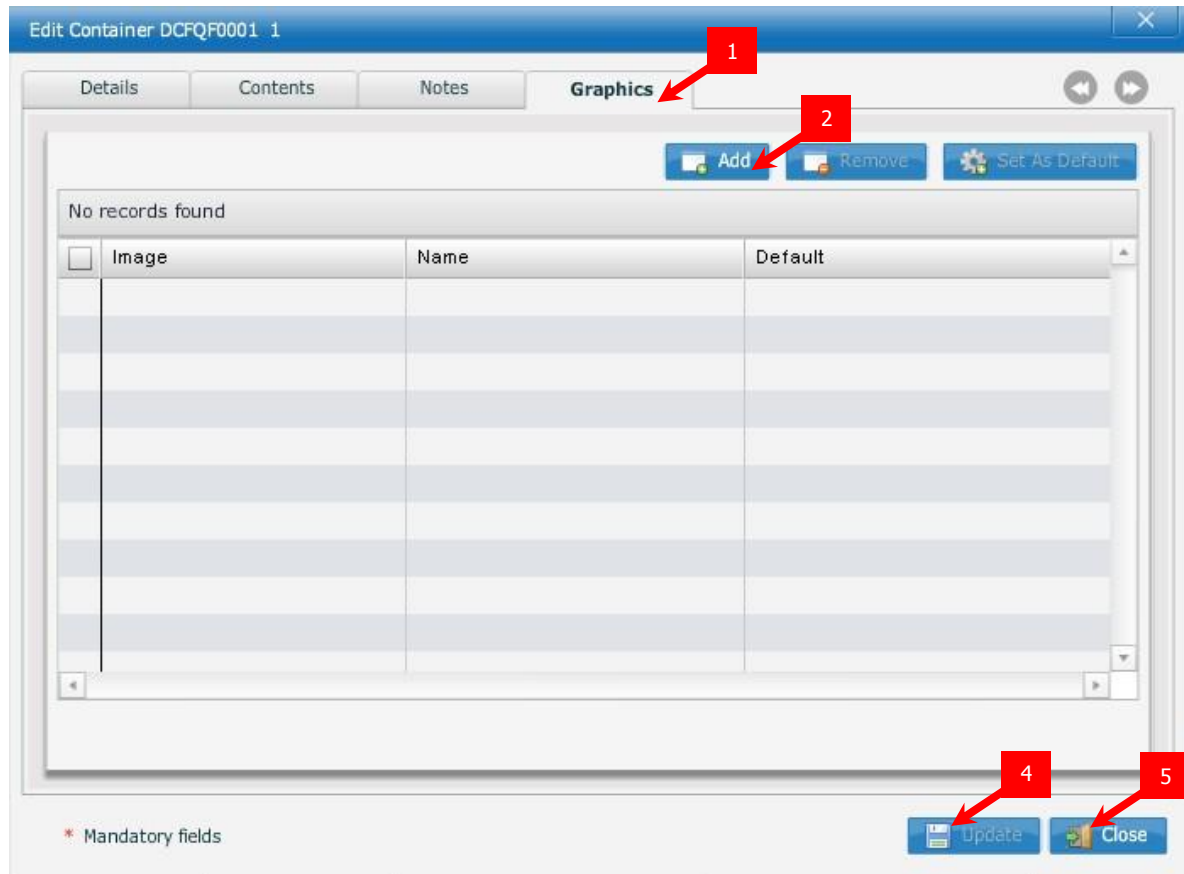 Edit Container DCFQF0001 1
1
Details Contents Notes Graphics
2
Add Remove Set As Default
No records found
Image Name Default
4 5
* Mandatory fields Update Close